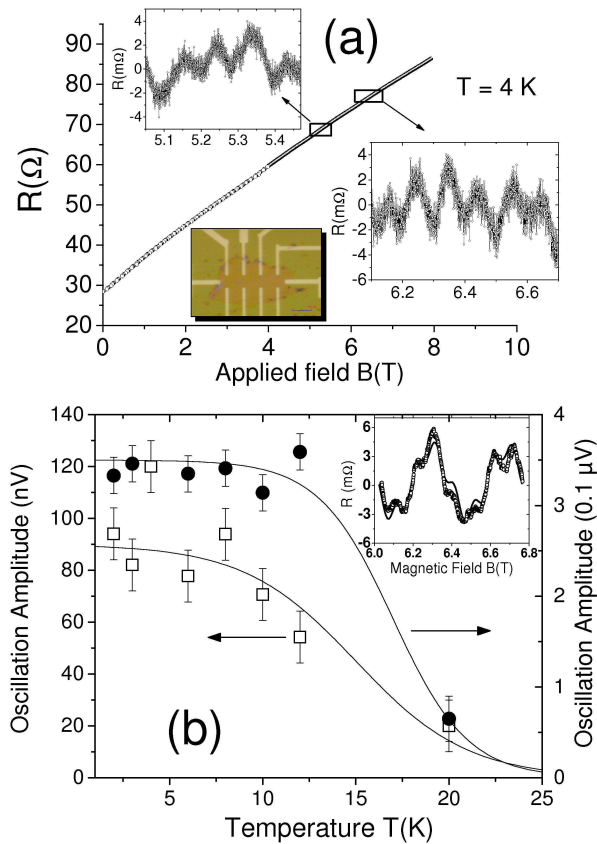 (a)
T = 4 K
R(Ω)
90
80
70
60
50
40
30
20
0 2 4 6 8 10
Applied field B(T)
R(mΩ)
4
2
0
-2
-4
5.1 5.2 5.3 5.4
R(mΩ)
4
2
0
-2
-4
-6
6.2 6.3 6.4 6.5 6.6
(b)
Oscillation Amplitude (nV)
140
120
100
80
60
40
20
0
5 10 15 20 25
Temperature T(K)
Oscillation Amplitude (0.1 µV)
4
3
2
1
0
R (mΩ)
6
3
0
-3
-6
6.0 6.2 6.4 6.6 6.8
Magnetic Field B(T)